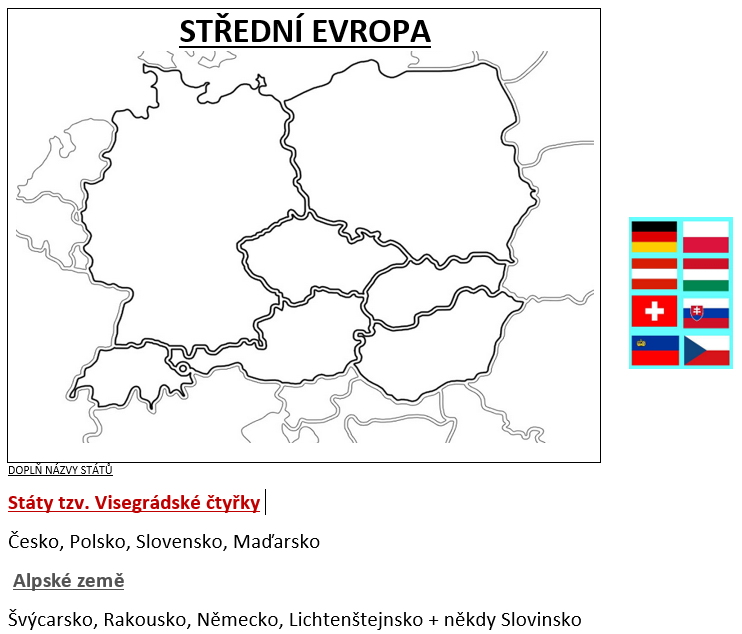 STŘEDNÍ EVROPA
DOPLŇ NÁZVY STÁTŮ
Státy tzv. Visegrádské čtyřky
Česko, Polsko, Slovensko, Maďarsko
Alpské země
Švýcarsko, Rakousko, Německo, Lichtenštejnsko + někdy Slovinsko